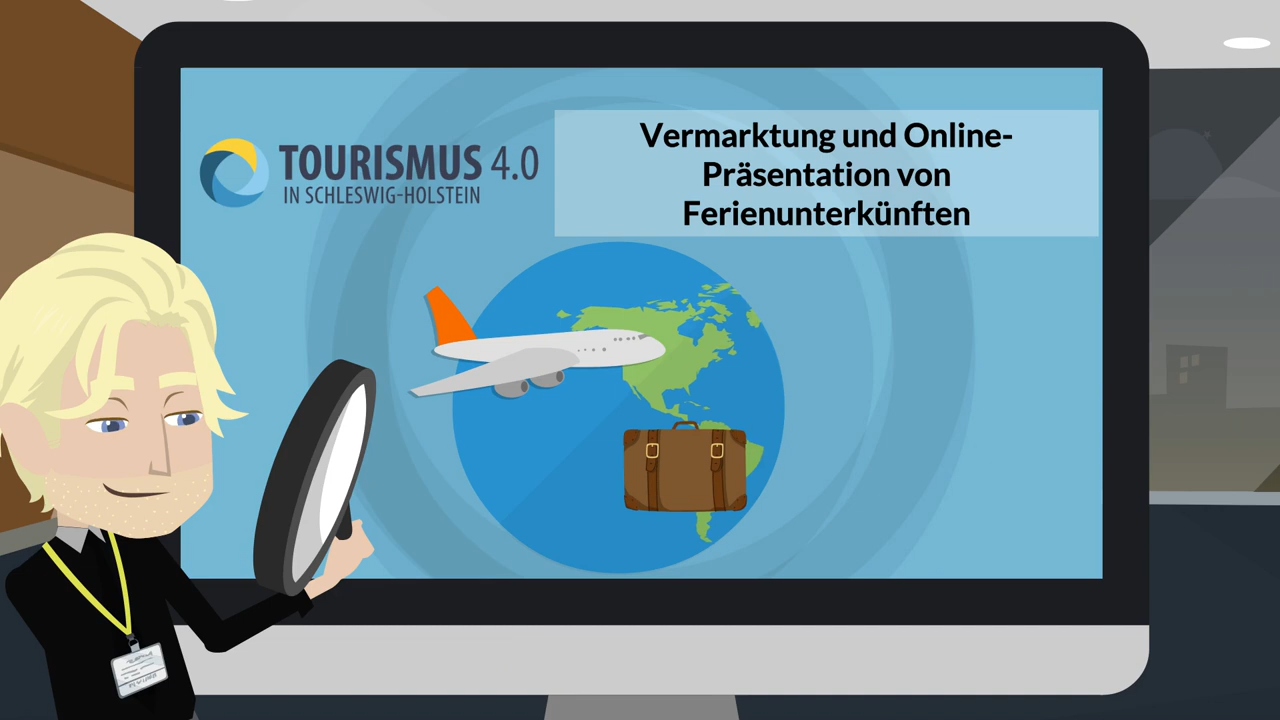 TOURISMUS 4.0
IN SCHLESWIG-HOLSTEIN
Vermarktung und Online-
Präsentation von
Ferienunterkünften